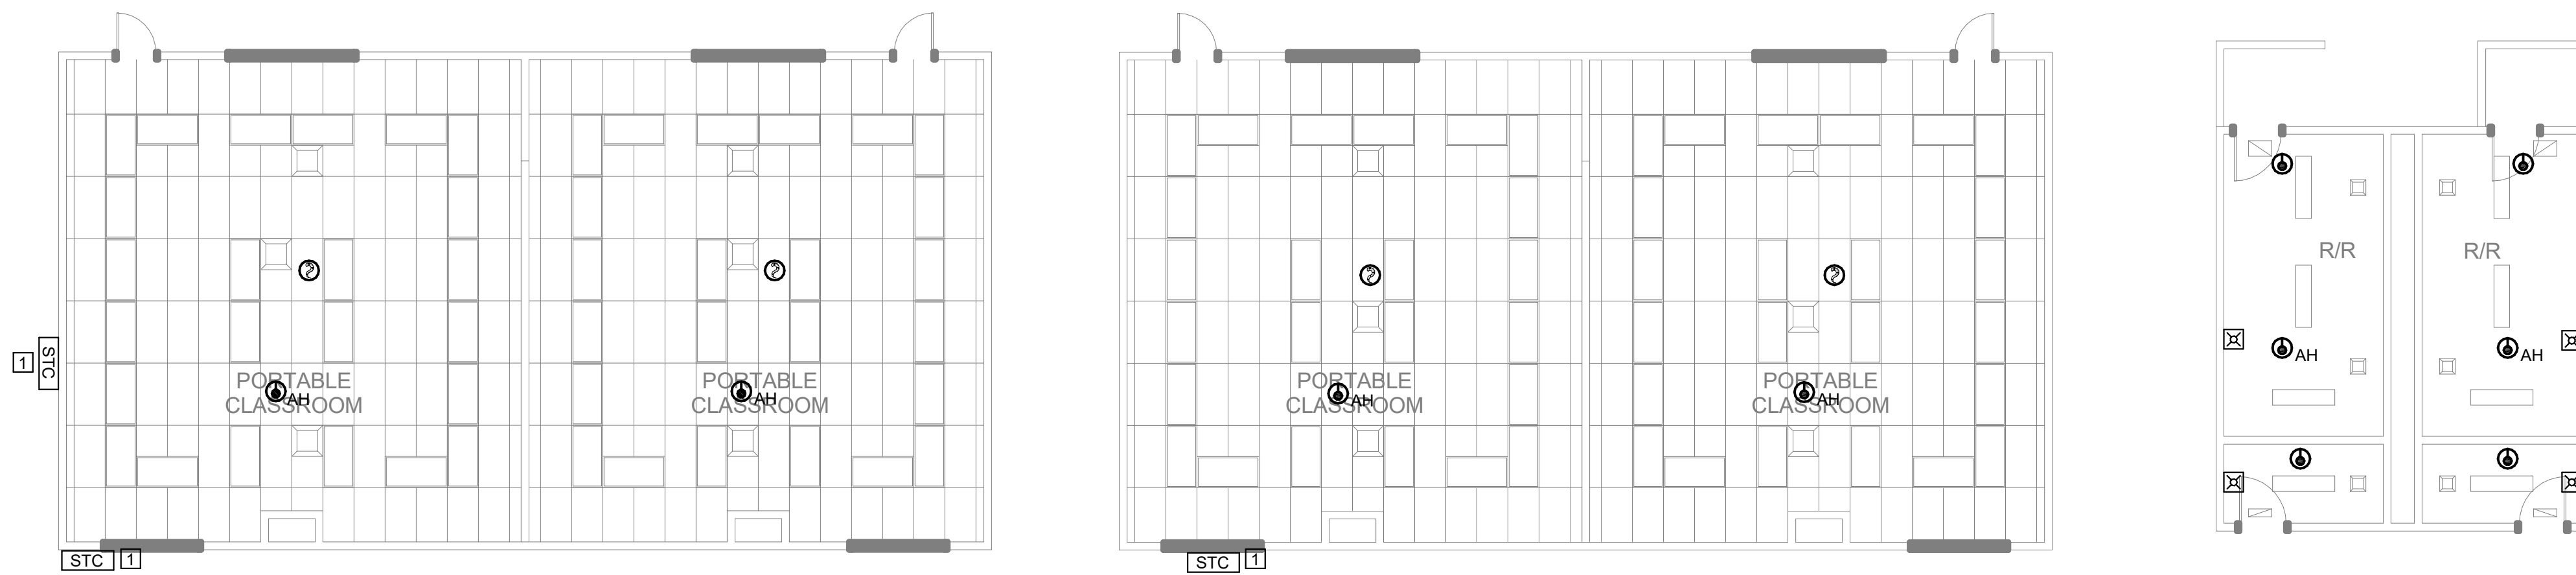 R/R
R/R
1
STC
AH
AH
PORTABLE
CLASSROOM
AH
PORTABLE
CLASSROOM
AH
PORTABLE
CLASSROOM
AH
PORTABLE
CLASSROOM
AH
STC
1
STC
1